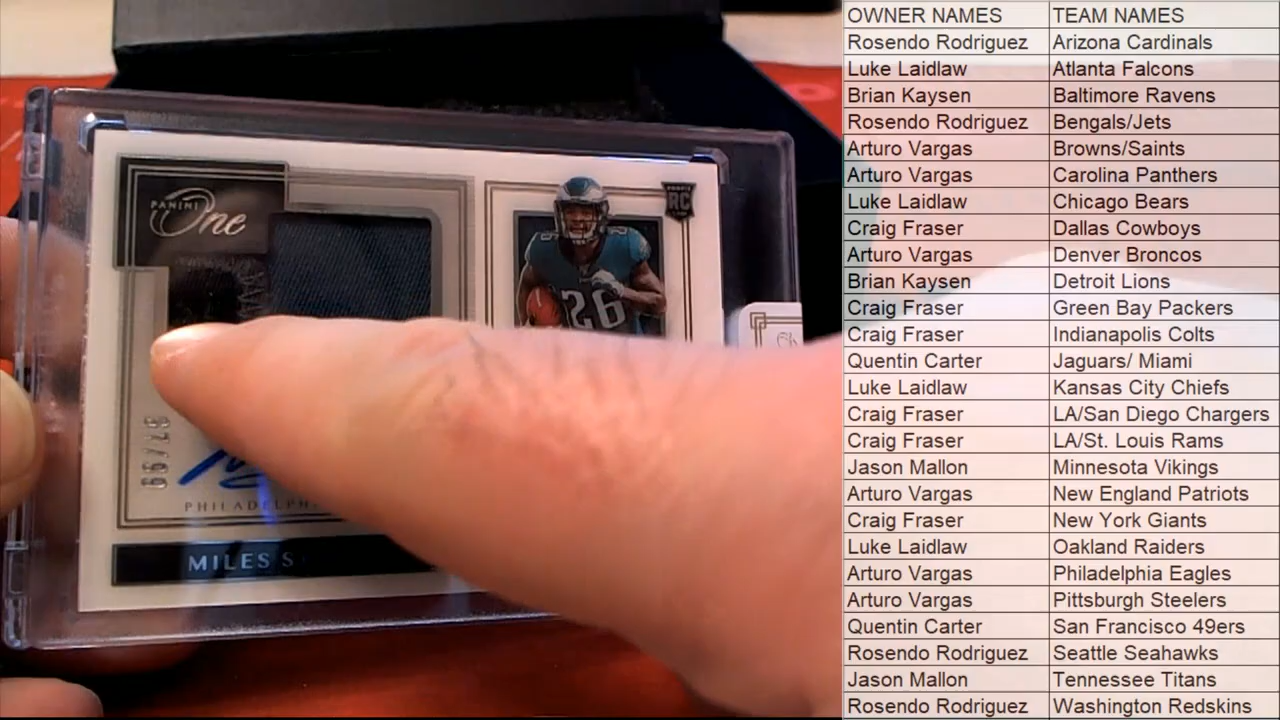 PANINI
One
RC
26
67/99
PHILADELPH
MILES S
OWNER NAMES TEAM NAMES
Rosendo Rodriguez Arizona Cardinals
Luke Laidlaw Atlanta Falcons
Brian Kaysen Baltimore Ravens
Rosendo Rodriguez Bengals/Jets
Arturo Vargas Browns/Saints
Arturo Vargas Carolina Panthers
Luke Laidlaw Chicago Bears
Craig Fraser Dallas Cowboys
Arturo Vargas Denver Broncos
Brian Kaysen Detroit Lions
Craig Fraser Green Bay Packers
Craig Fraser Indianapolis Colts
Quentin Carter Jaguars/ Miami
Luke Laidlaw Kansas City Chiefs
Craig Fraser LA/San Diego Chargers
Craig Fraser LA/St. Louis Rams
Jason Mallon Minnesota Vikings
Arturo Vargas New England Patriots
Craig Fraser New York Giants
Luke Laidlaw Oakland Raiders
Arturo Vargas Philadelphia Eagles
Arturo Vargas Pittsburgh Steelers
Quentin Carter San Francisco 49ers
Rosendo Rodriguez Seattle Seahawks
Jason Mallon Tennessee Titans
Rosendo Rodriguez Washington Redskins